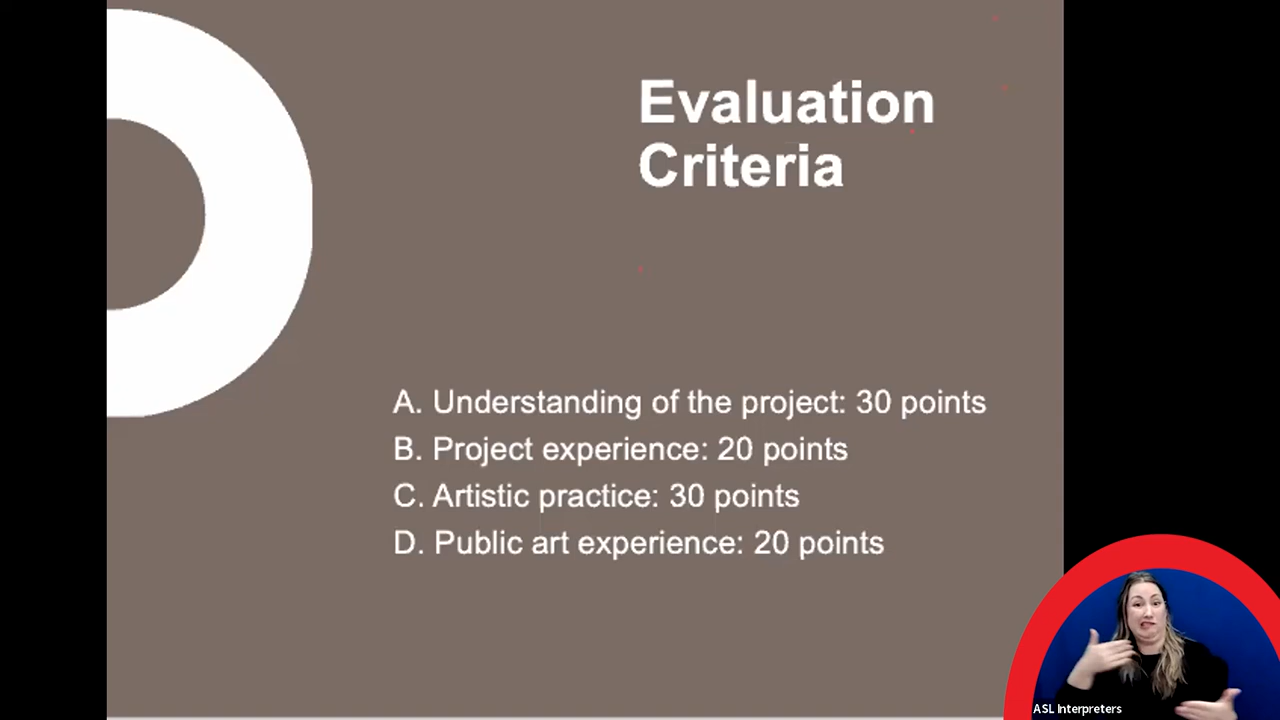 Evaluation
Criteria
A. Understanding of the project: 30 points
B. Project experience: 20 points
C. Artistic practice: 30 points
D. Public art experience: 20 points
ASL Interpreters